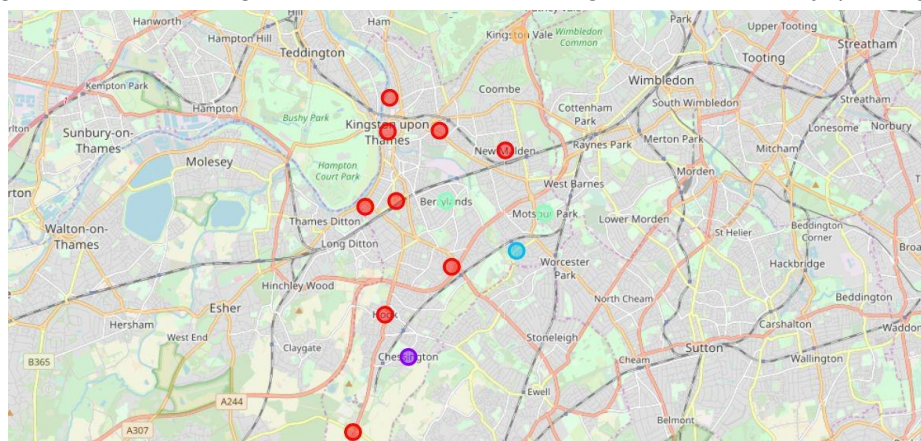 Hanworth
Ham
Hampton Hill
Teddington
Kingston Vale
Wimbledon
Common
Park
Upper Tooting
Streatham
Tooting
Wimbledon
Kempton Park
Hampton
Coombe
Cottenham
Park
South Wimbledon
Streatham
Bushy Park
Kingston upon
Thames
Sunbury-on-
Thames
Molesey
New Malden
Raynes Park
Merton Park
Mitcham
Lonesome
Norbury
Hampton
Court Park
Morden
West Barnes
Berrylands
Motspur Park
Lower Morden
Thames Ditton
Walton-on-
Thames
Long Ditton
St Helier
Beddington
Corner
Worcester
Park
Hackbridge
Hinchley Wood
Esher
North Cheam
Beddington
Hersham
West End
Hook
Claygate
Stoneleigh
Carshalton
Waddon
B365
Chessington
Cheam
Sutton
Wallington
Ewell
A244
A307
Belmont